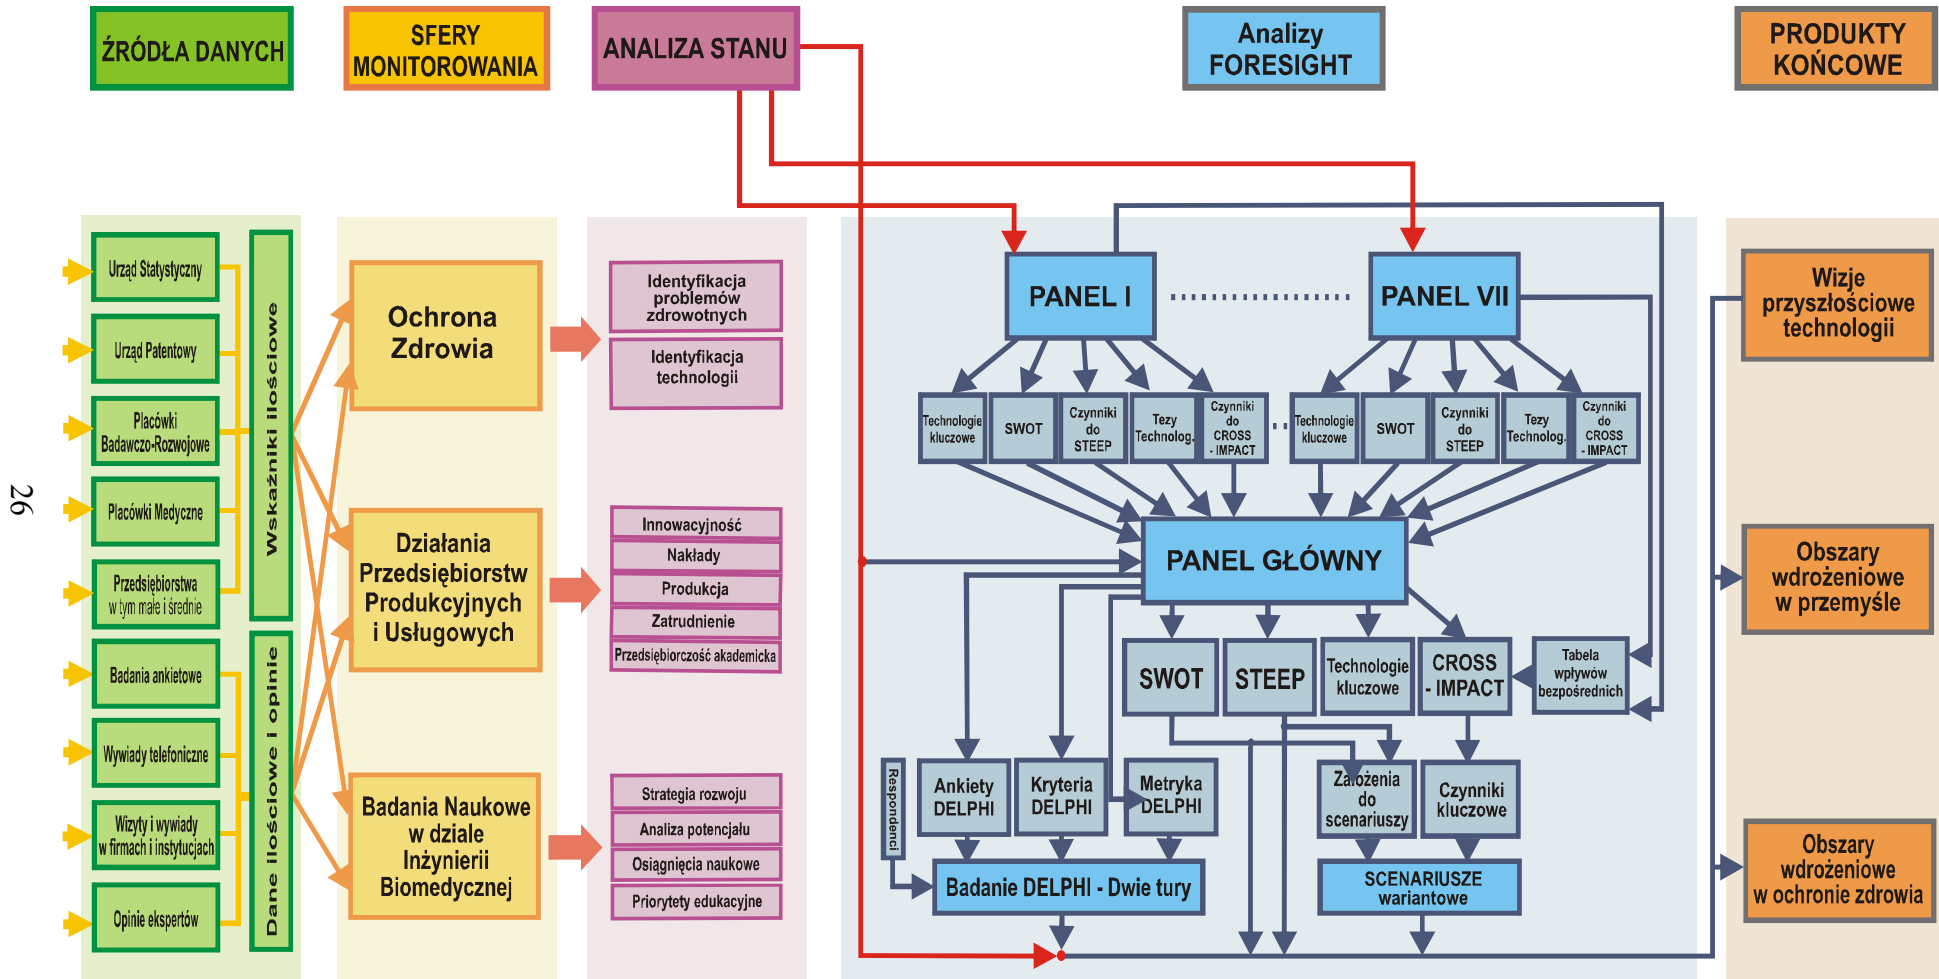 ŹRÓDŁA DANYCH
SFERY
MONITOROWANIA
ANALIZA STANU
Analizy
FORESIGHT
PRODUKTY
KOŃCOWE
26
Urząd Statystyczny
Urząd Patentowy
Placówki
Badawczo-Rozwojowe
Placówki Medyczne
Przedsiębiorstwa
w tym małe i średnie
Badania ankietowe
Wywiady telefoniczne
Wizyty i wywiady
w firmach i instytucjach
Opinie ekspertów
Wskaźniki ilościowe
Dane ilościowe i opinie
Ochrona
Zdrowia
Działania
Przedsiębiorstw
Produkcyjnych
i Usługowych
Badania Naukowe
w dziale
Inżynierii
Biomedycznej
Identyfikacja
problemów
zdrowotnych
Identyfikacja
technologii
Innowacyjność
Nakłady
Produkcja
Zatrudnienie
Przedsiębiorczość akademicka
Strategia rozwoju
Analiza potencjału
Osiągnięcia naukowe
Priorytety edukacyjne
PANEL I
PANEL VII
Technologie
kluczowe
SWOT
Czynniki
do
STEEP
Tezy
Technolog.
Czynniki
do
CROSS
- IMPACT
Technologie
kluczowe
SWOT
Czynniki
do
STEEP
Tezy
Technolog.
Czynniki
do
CROSS
- IMPACT
PANEL GŁÓWNY
SWOT
STEEP
Technologie
kluczowe
CROSS
- IMPACT
Tabela
wpływów
bezpośrednich
Respondenci
Ankiety
DELPHI
Kryteria
DELPHI
Metryka
DELPHI
Założenia
do
scenariuszy
Czynniki
kluczowe
Badanie DELPHI - Dwie tury
SCENARIUSZE
wariantowe
Wizje
przyszłościowe
technologii
Obszary
wdrożeniowe
w przemyśle
Obszary
wdrożeniowe
w ochronie zdrowia